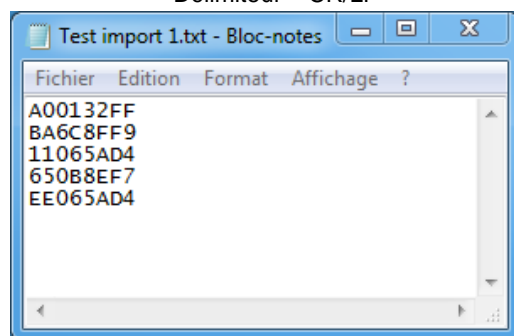 Test import 1.txt - Bloc-notes
Fichier Edition Format Affichage ?
A00132FF
BA6C8FF9
11065AD4
650B8EF7
EE065AD4